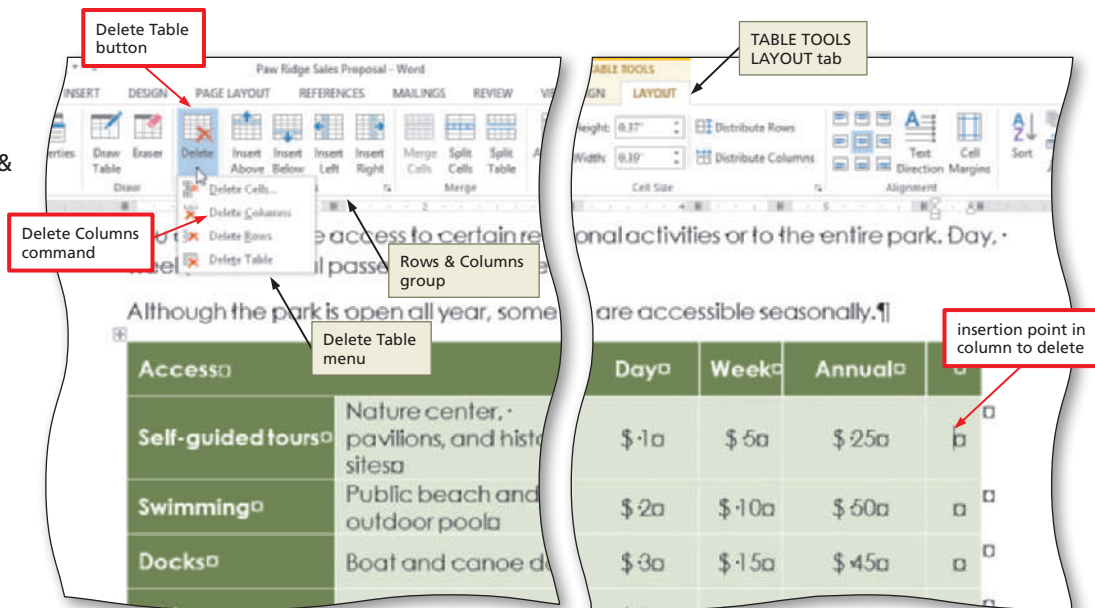 Delete Table
button
TABLE TOOLS
LAYOUT tab
Paw Ridge Sales Proposal - Word
TABLE TOOLS
INSERT DESIGN PAGE LAYOUT REFERENCES MAILINGS REVIEW
LAYOUT
Draw Table
Eraser
Delete
Insert Above
Insert Below
Insert Left
Insert Right
Merge Cells
Split Cells
Split Table
Draw
Merge
Height: 0.37"
Width: 0.39"
Distribute Rows
Distribute Columns
Cell Size
Text Direction
Cell Margins
Sort
Alignment
&
Delete Cells...
Delete Columns
Delete Rows
Delete Table
Delete Columns
command
Rows & Columns
group
Delete Table
menu
insertion point in
column to delete
access to certain re
onal activities or to the entire park. Day,
l passe
Although the park is open all year, some
are accessible seasonally.¶
Access Day Week Annual
Self-guided tours
Nature center,
pavilions, and histo
sites
$·1 $·5 $·25
Swimming
Public beach and
outdoor pool
$·2 $·10 $·50
Docks Boat and canoe d $·3 $·15 $·45